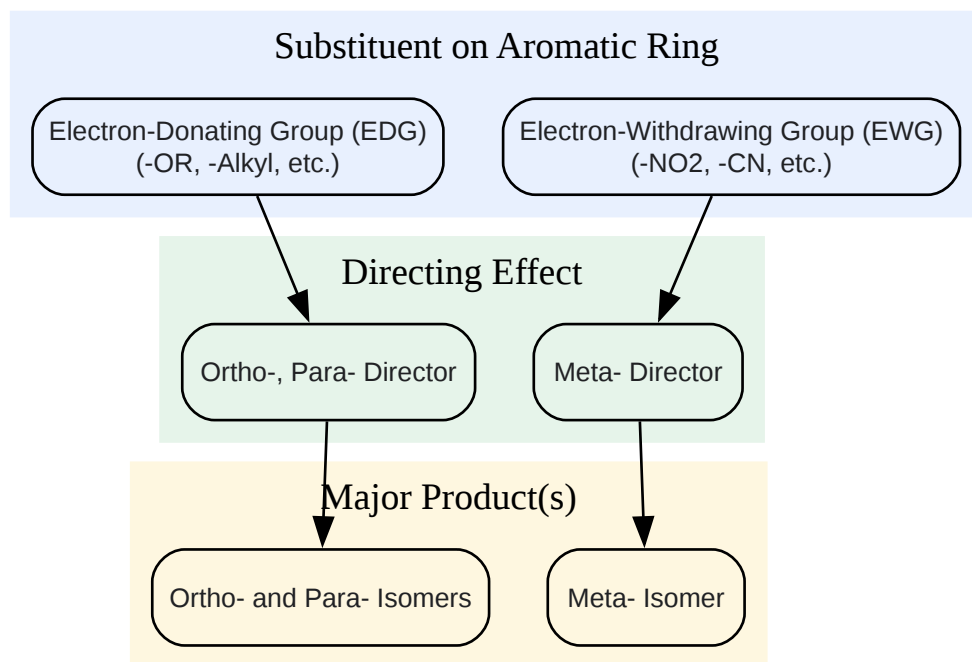 Substituent on Aromatic Ring
Electron-Donating Group (EDG)
(-OR, -Alkyl, etc.)
Electron-Withdrawing Group (EWG)
(-NO2, -CN, etc.)
Directing Effect
Ortho-, Para- Director
Meta- Director
Major Product(s)
Ortho- and Para- Isomers
Meta- Isomer